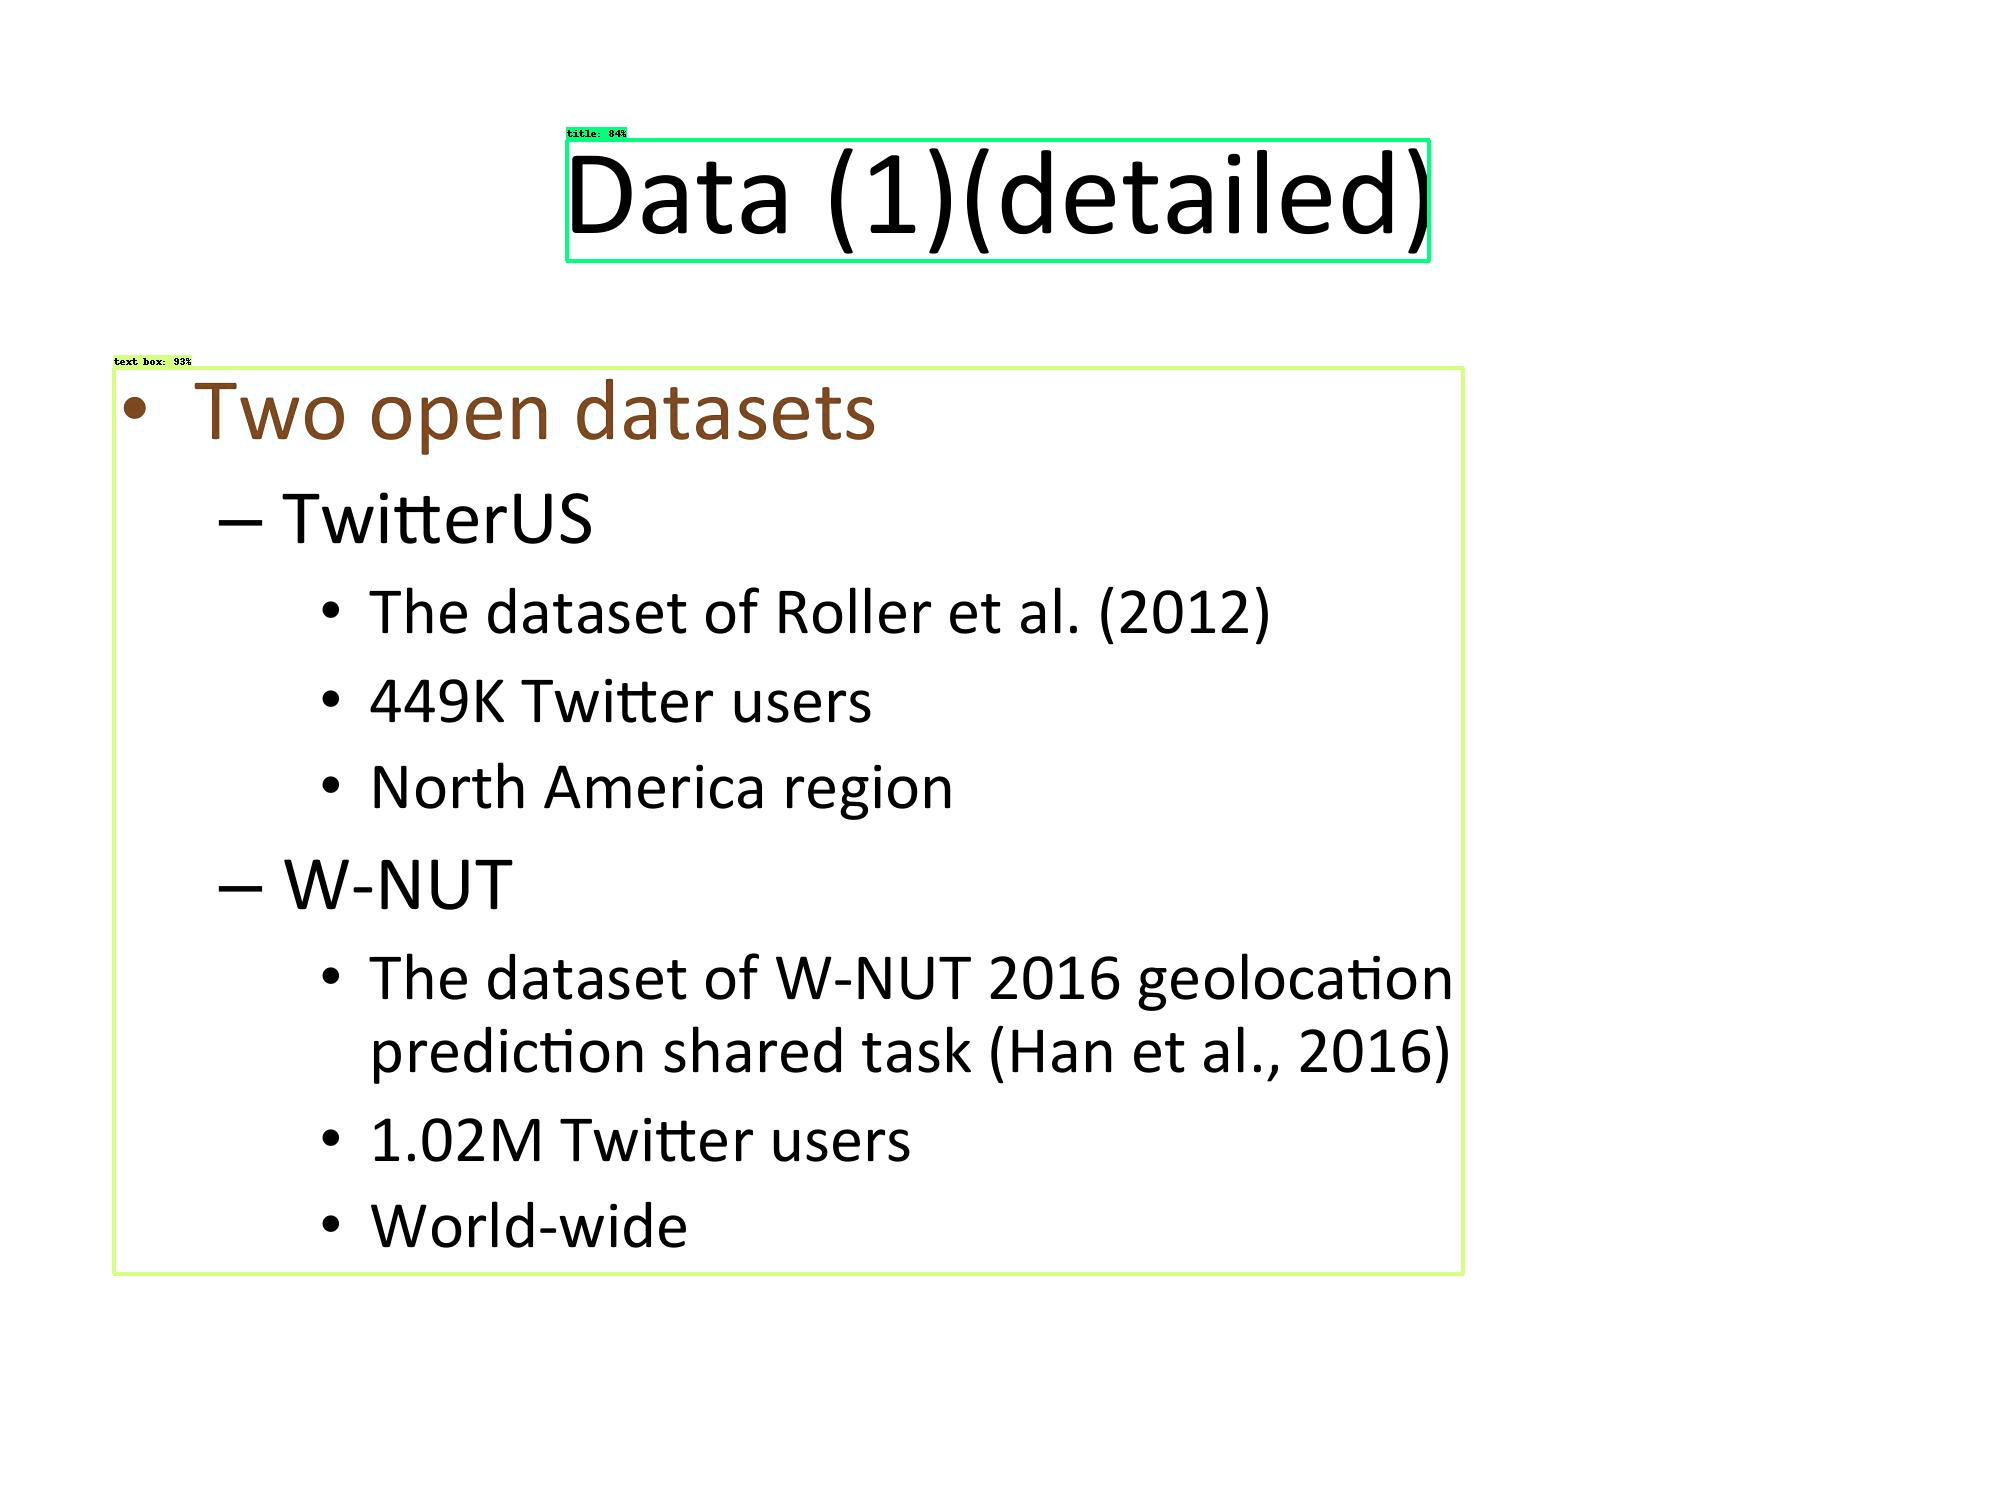 title: 84%
Data (1)(detailed)
text box: 93%
• Two open datasets
– TwitterUS
• The dataset of Roller et al. (2012)
• 449K Twitter users
• North America region
– W-NUT
• The dataset of W-NUT 2016 geolocation
prediction shared task (Han et al., 2016)
• 1.02M Twitter users
• World-wide